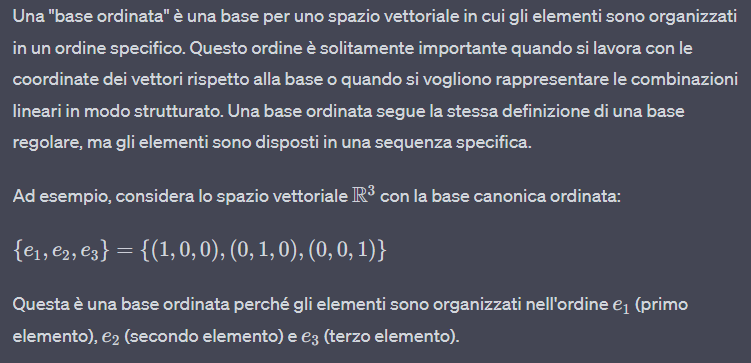 Una "base ordinata" è una base per uno spazio vettoriale in cui gli elementi sono organizzati
in un ordine specifico. Questo ordine è solitamente importante quando si lavora con le
coordinate dei vettori rispetto alla base o quando si vogliono rappresentare le combinazioni
lineari in modo strutturato. Una base ordinata segue la stessa definizione di una base
regolare, ma gli elementi sono disposti in una sequenza specifica.
Ad esempio, considera lo spazio vettoriale ℝ³ con la base canonica ordinata:
{e₁, e₂, e₃} = {(1, 0, 0), (0, 1, 0), (0, 0, 1)}
Questa è una base ordinata perché gli elementi sono organizzati nell'ordine e₁ (primo
elemento), e₂ (secondo elemento) e e₃ (terzo elemento).